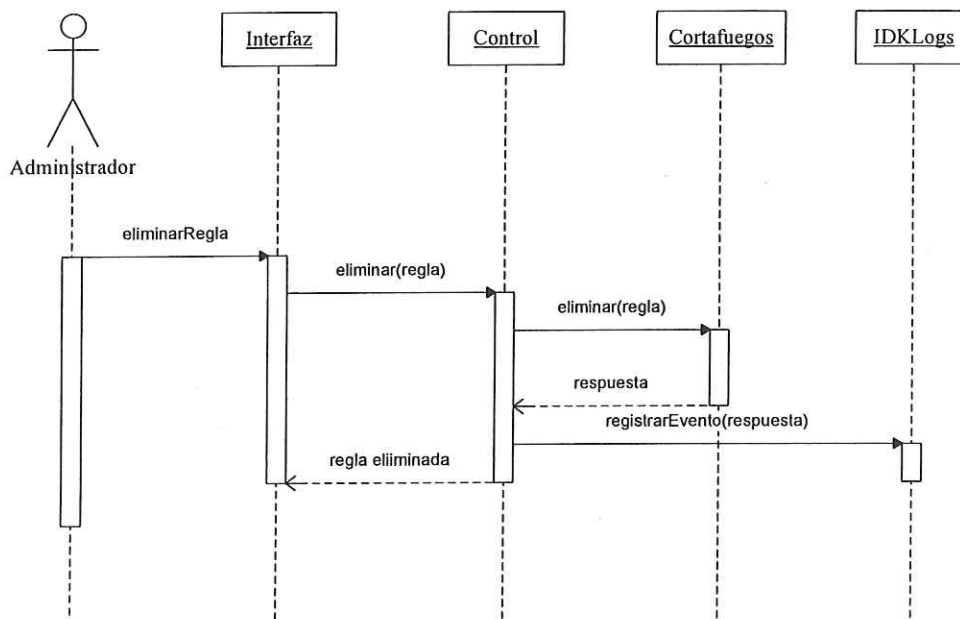 Interfaz
Control
Cortafuegos
IDKLogs
Administrador
eliminarRegla
eliminar(regla)
eliminar(regla)
respuesta
registrarEvento(respuesta)
regla eliiminada